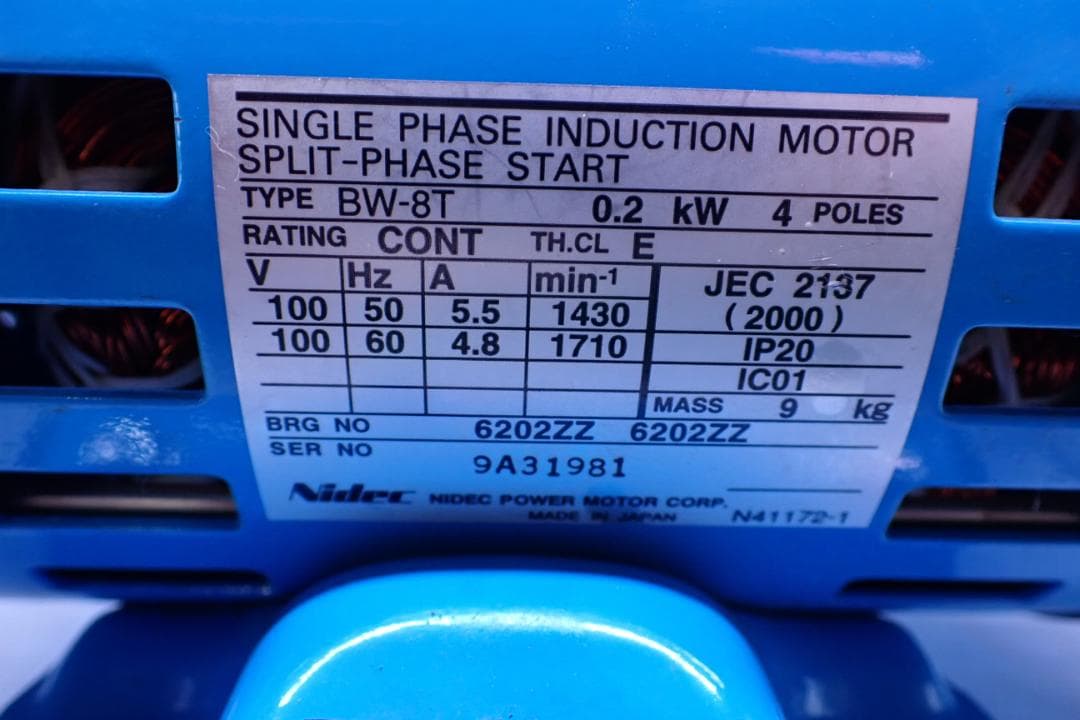 SINGLE PHASE INDUCTION MOTOR
SPLIT-PHASE START
TYPE BW-8T 0.2 kW 4 POLES
RATING CONT TH.CL E
V Hz A min-1 JEC 2137
100 50 5.5 1430 (2000)
100 60 4.8 1710 IP20
IC01
MASS 9 kg
BRG NO 6202ZZ 6202ZZ
SER NO 9A31981
Nidec NIDEC POWER MOTOR CORP.
MADE IN JAPAN N41172-1